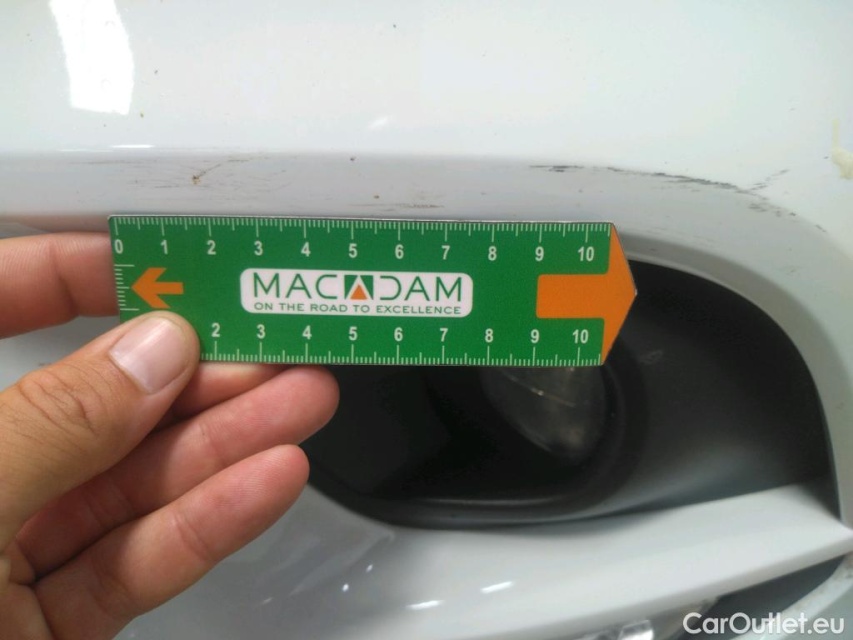 0 1 2 3 4 5 6 7 8 9 10
MACADAM
ON THE ROAD TO EXCELLENCE
2 3 4 5 6 7 8 9 10
CarOutlet.eu